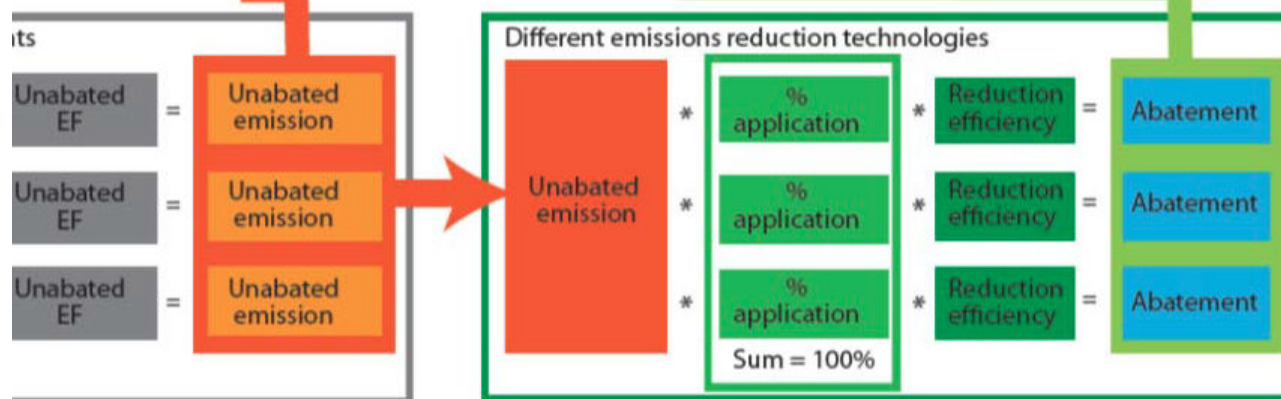 Different emissions reduction technologies
Unabated
EF
=
Unabated
emission
*
%
application
*
Reduction
efficiency
=
Abatement
Unabated
EF
=
Unabated
emission
Unabated
emission
*
%
application
*
Reduction
efficiency
=
Abatement
Unabated
EF
=
Unabated
emission
*
%
application
*
Reduction
efficiency
=
Abatement
Sum = 100%